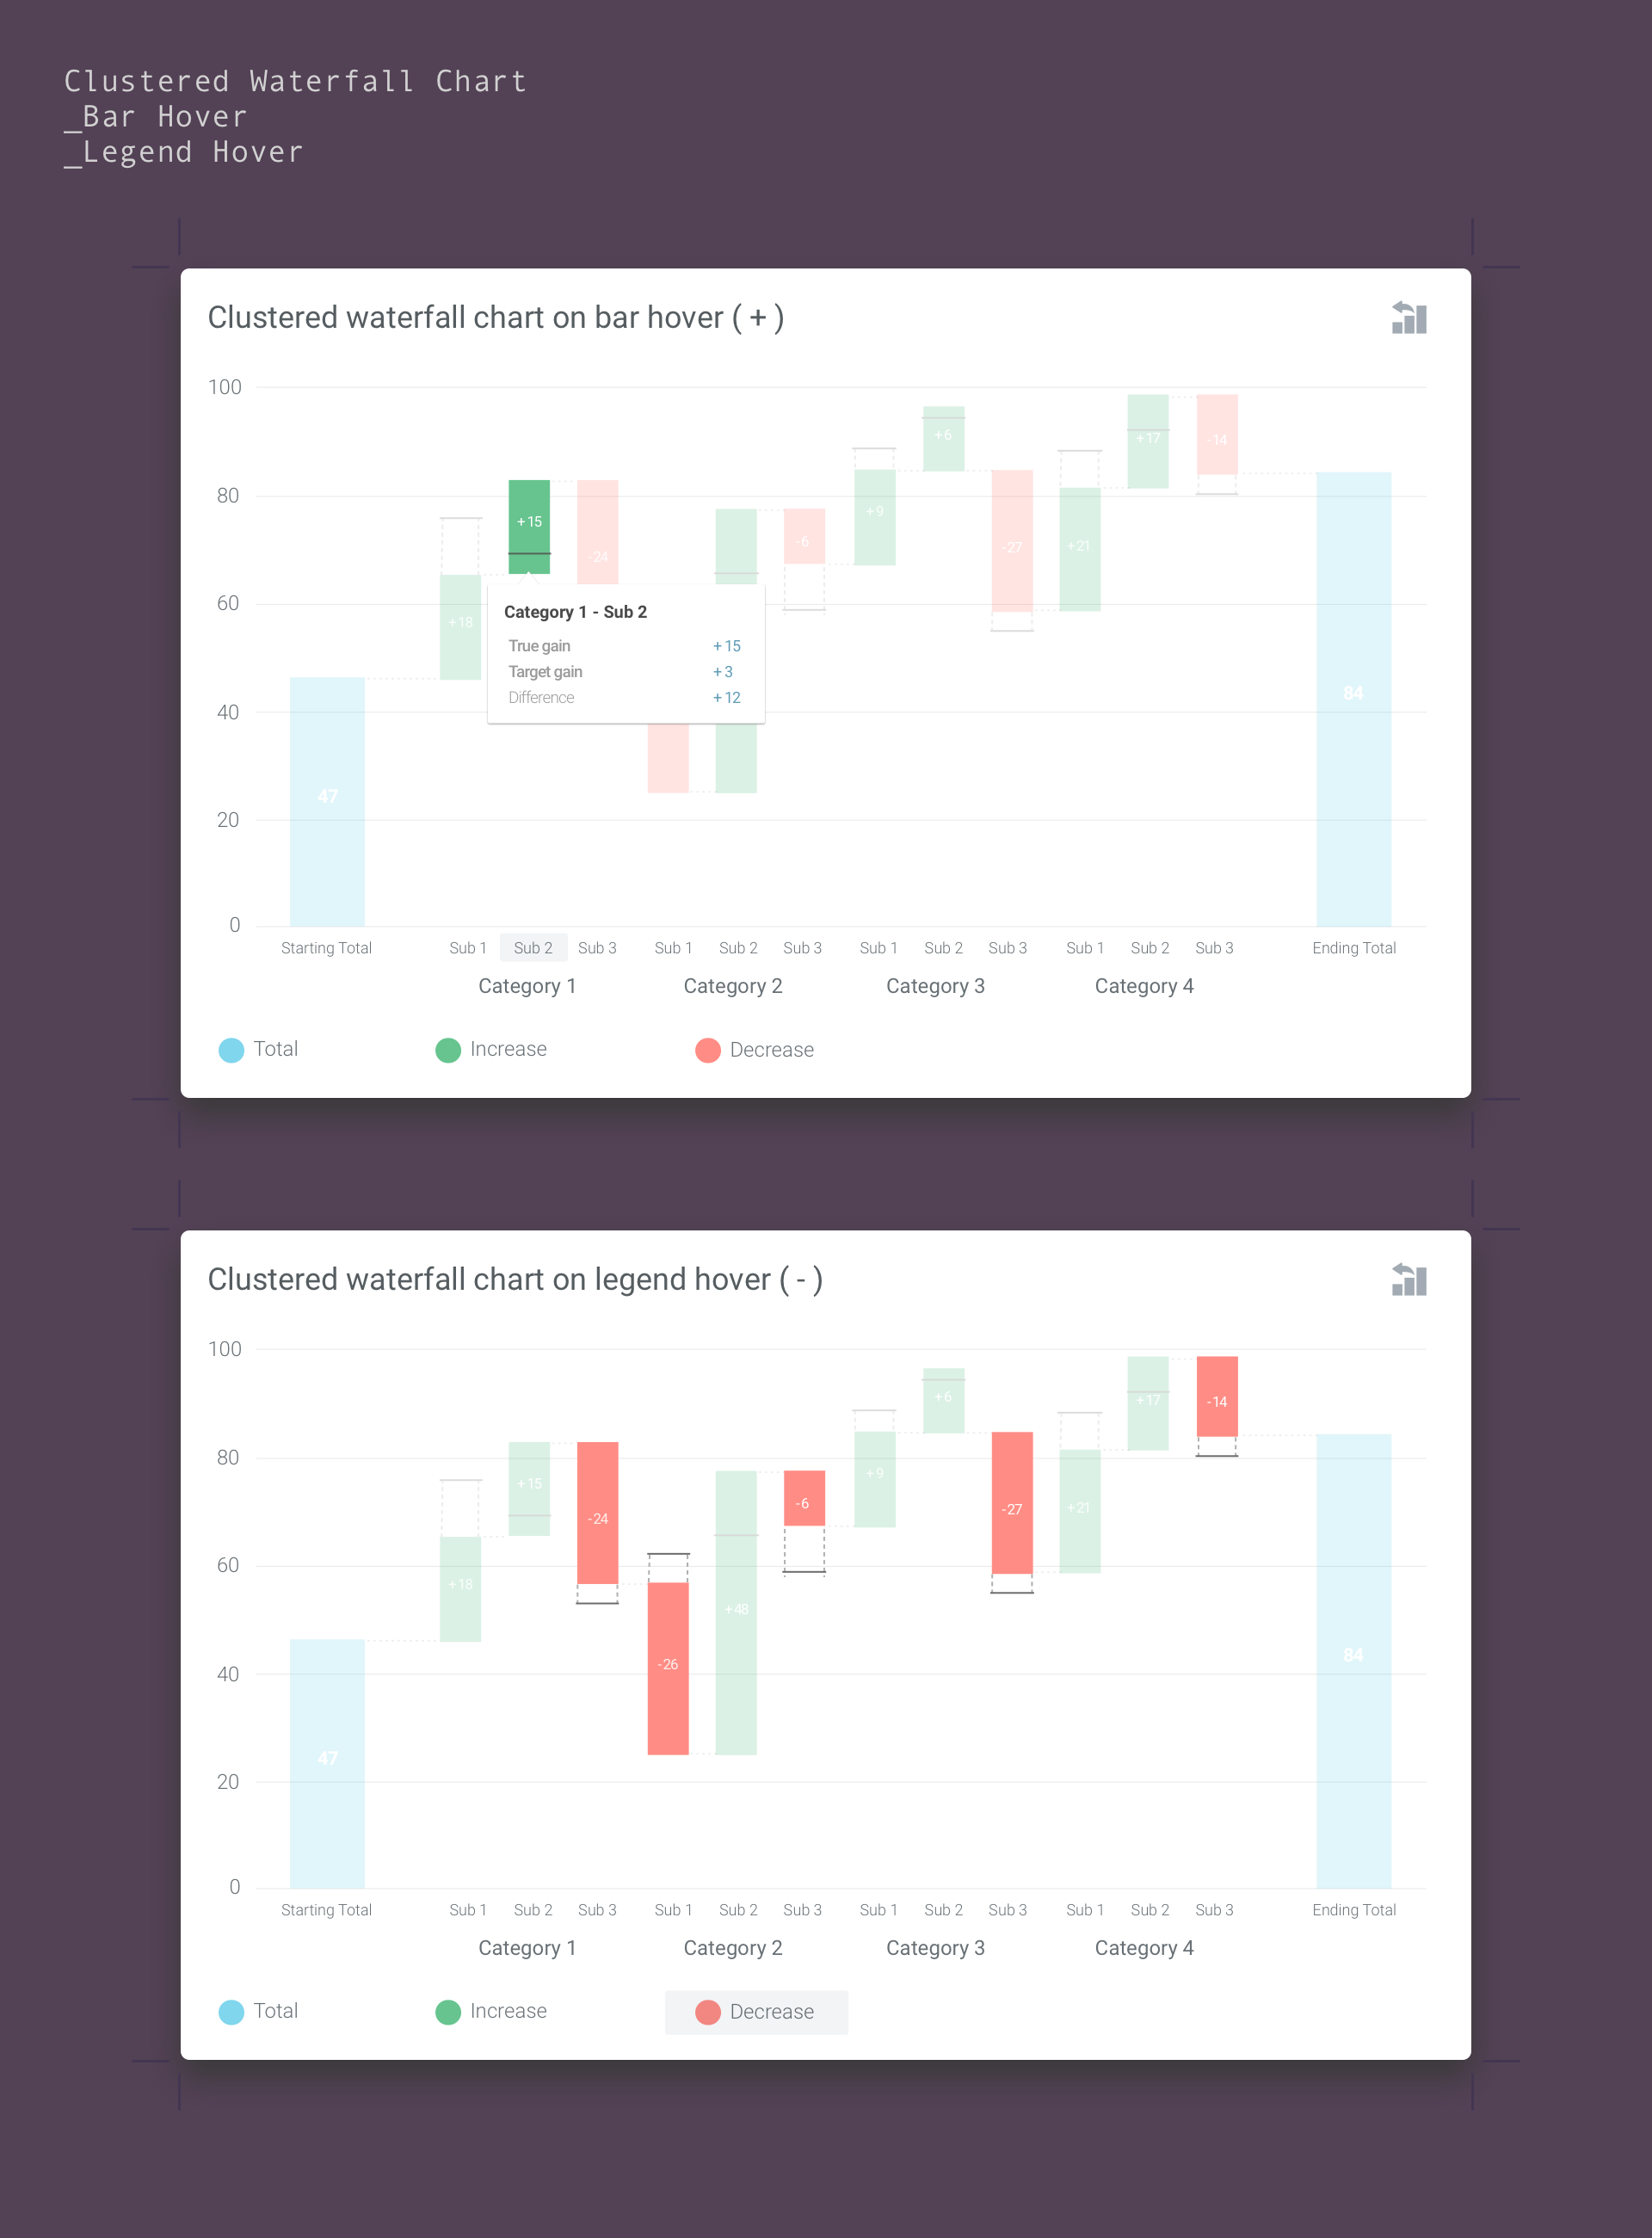 Clustered Waterfall Chart
_Bar Hover
_Legend Hover
Clustered waterfall chart on bar hover ( + )
100
80
60
40
20
0
+6
+17
-14
+15
-24
-6
+9
-27
+21
+18
Category 1 - Sub 2
True gain +15
Target gain +3
Difference +12
84
47
Starting Total Sub 1 Sub 2 Sub 3 Sub 1 Sub 2 Sub 3 Sub 1 Sub 2 Sub 3 Sub 1 Sub 2 Sub 3 Ending Total
Category 1 Category 2 Category 3 Category 4
Total Increase Decrease
Clustered waterfall chart on legend hover ( - )
100
80
60
40
20
0
+6
+17
-14
+15
-24
-6
+9
-27
+21
+18
+48
-26
84
47
Starting Total Sub 1 Sub 2 Sub 3 Sub 1 Sub 2 Sub 3 Sub 1 Sub 2 Sub 3 Sub 1 Sub 2 Sub 3 Ending Total
Category 1 Category 2 Category 3 Category 4
Total Increase Decrease